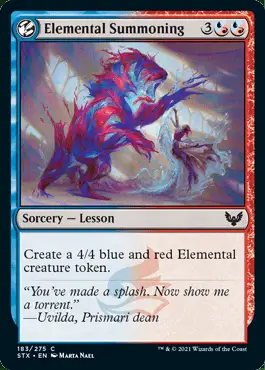 Elemental Summoning 3
Sorcery — Lesson
Create a 4/4 blue and red Elemental
creature token.
“You’ve made a splash. Now show me
a torrent.”
—Uvilda, Prismari dean
183/275 C
STX • EN Marta Nael
™ & © 2021 Wizards of the Coast